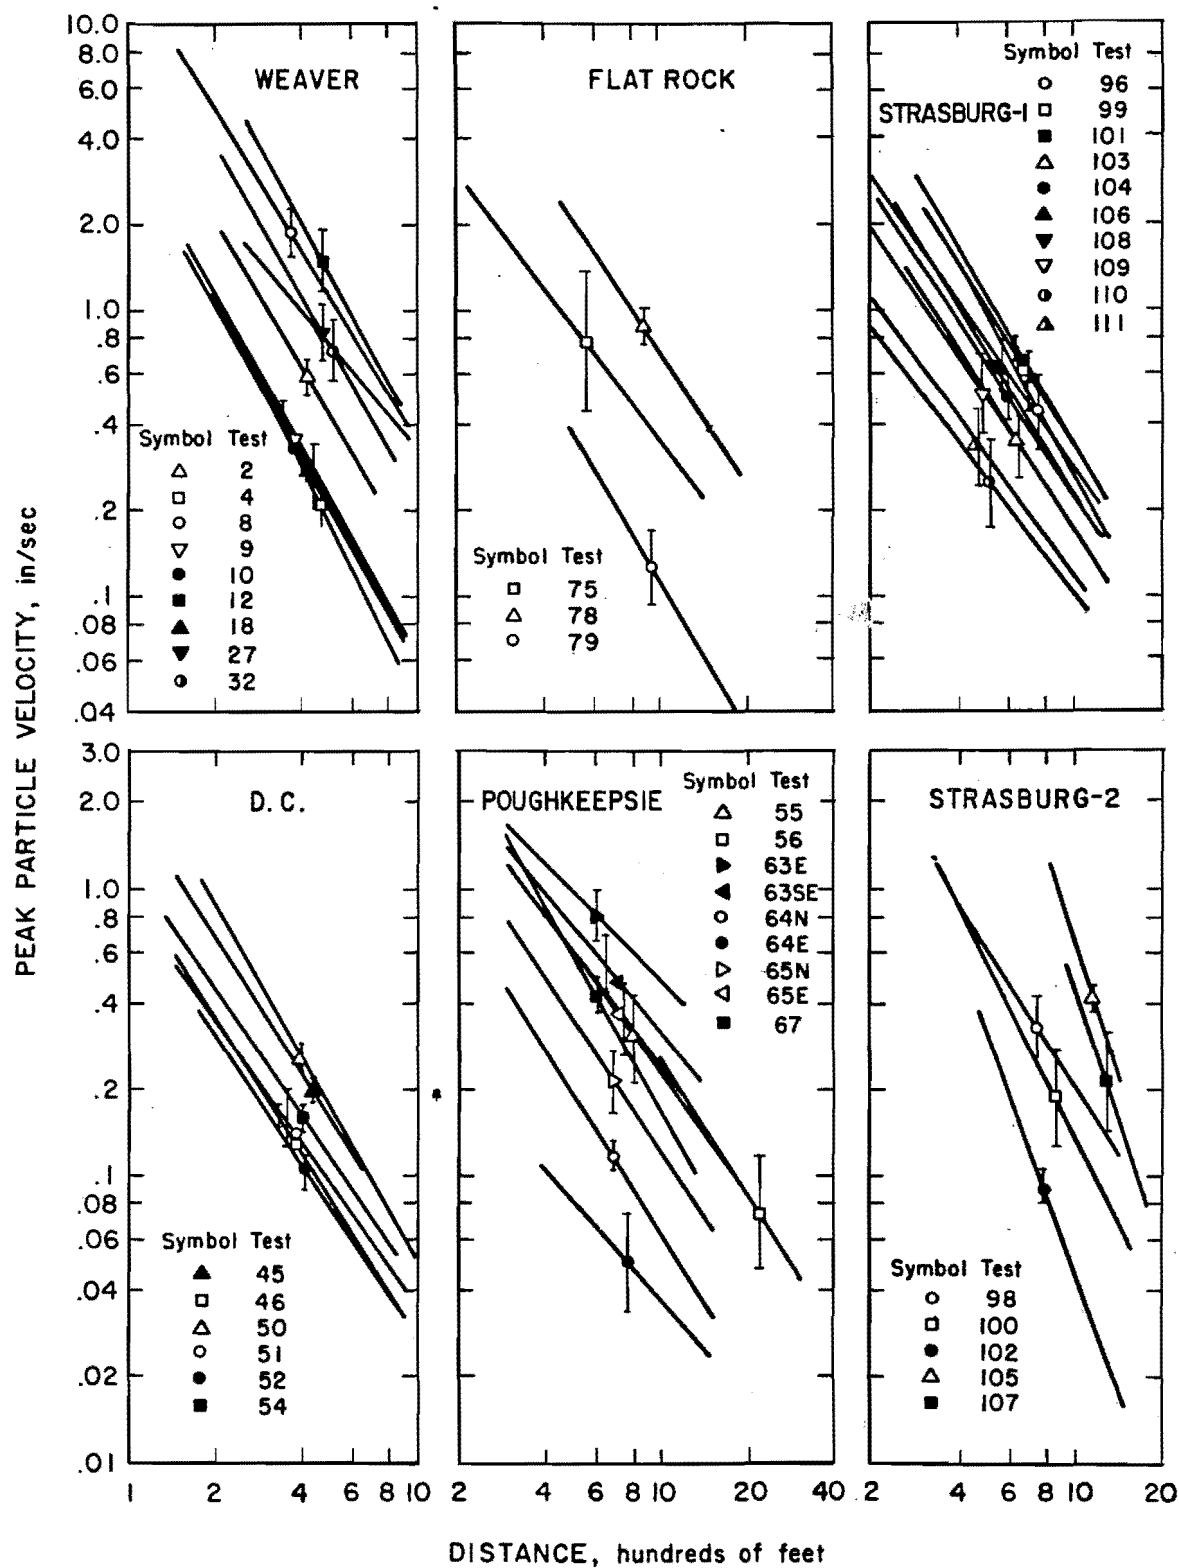 PEAK PARTICLE VELOCITY, in/sec
10.0
8.0
6.0
4.0
2.0
1.0
.8
.6
.4
.2
.1
.08
.06
.04
WEAVER
Symbol Test
2
4
8
9
10
12
18
27
32
FLAT ROCK
Symbol Test
75
78
79
STRASBURG-1
Symbol Test
96
99
101
103
104
106
108
109
110
111
3.0
2.0
1.0
.8
.6
.4
.2
.1
.08
.06
.04
.02
.01
D.C.
Symbol Test
45
46
50
51
52
54
1 2 4 6 8 10
POUGHKEEPSIE
Symbol Test
55
56
63E
63SE
64N
64E
65N
65E
67
2 4 6 8 10 20 40
STRASBURG-2
Symbol Test
98
100
102
105
107
2 4 6 8 10 20
DISTANCE, hundreds of feet